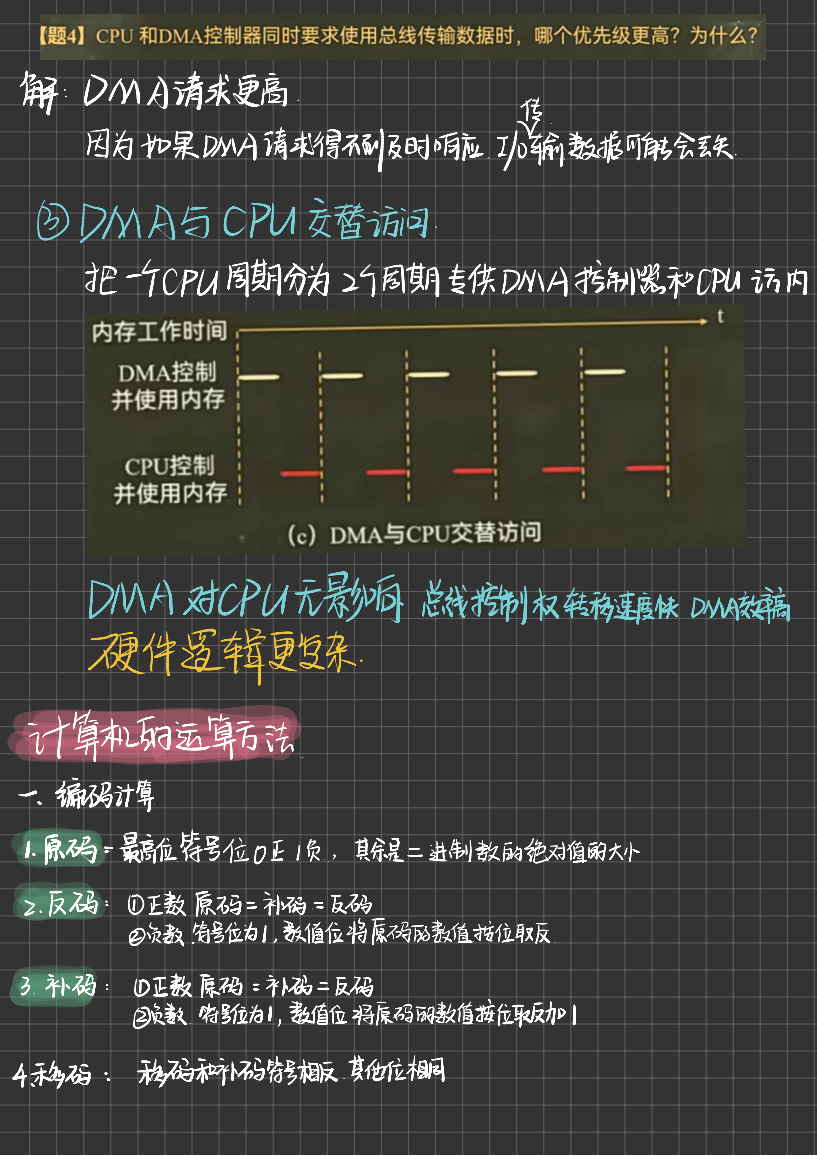 【题4】CPU 和DMA控制器同时要求使用总线传输数据时，哪个优先级更高？为什么？
解：DMA请求更高.
因为如果DMA请求得不到及时响应. I/O传输数据可能会丢失.
③ DMA与CPU交替访问.
把一个CPU周期分为2个周期专供DMA控制器和CPU访内
内存工作时间 t
DMA控制
并使用内存
CPU控制
并使用内存
（c）DMA与CPU交替访问
DMA对CPU无影响. 总线控制权转移速度快 DMA效率高
硬件逻辑更复杂.
计算机的运算方法.
一、编码计算
1.原码：最高位符号位0正1负，其余是二进制数的绝对值的大小
2.反码：①正数 原码=补码=反码
②负数.符号位为1,数值位将原码的数值按位取反
3.补码：①正数 原码=补码=反码
②负数.符号位为1,数值位将原码的数值按位取反加1
4.移码：移码和补码符号相反.其他位相同